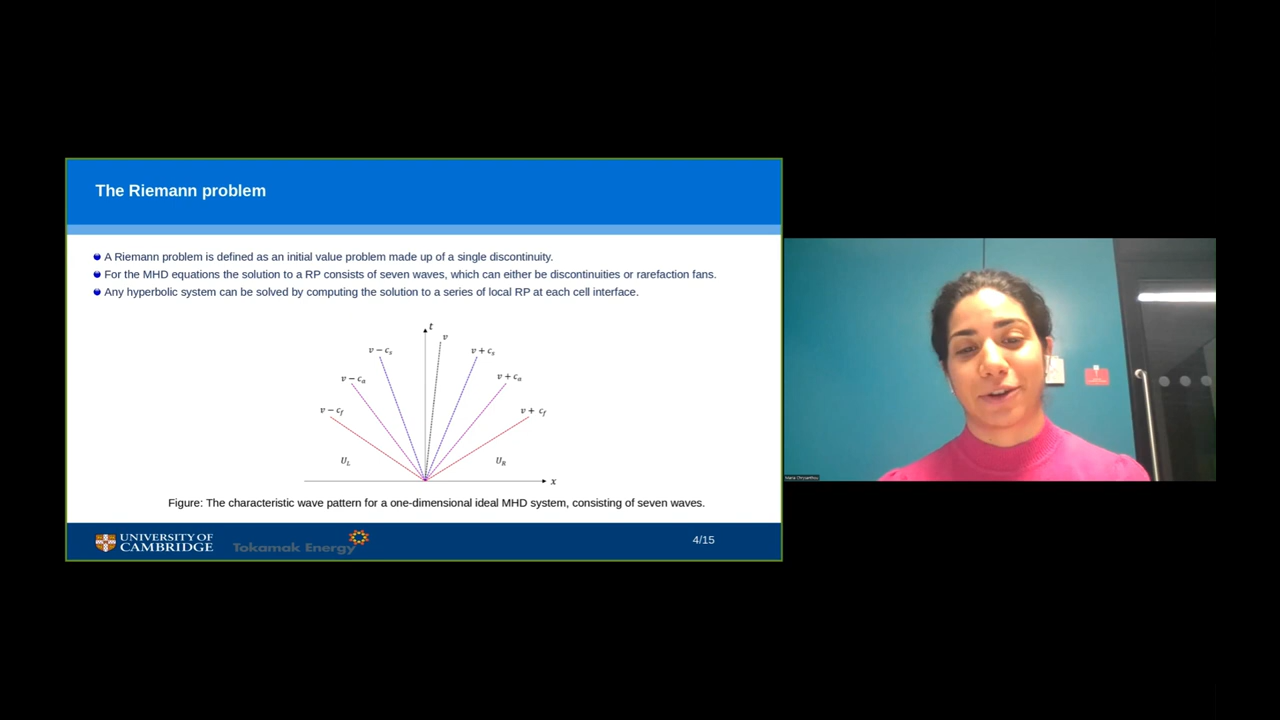 The Riemann problem
A Riemann problem is defined as an initial value problem made up of a single discontinuity.
For the MHD equations the solution to a RP consists of seven waves, which can either be discontinuities or rarefaction fans.
Any hyperbolic system can be solved by computing the solution to a series of local RP at each cell interface.
t
v
v − c_s
v + c_s
v − c_a
v + c_a
v − c_f
v + c_f
U_L
U_R
x
Figure: The characteristic wave pattern for a one-dimensional ideal MHD system, consisting of seven waves.
UNIVERSITY OF
CAMBRIDGE
Tokamak Energy
4/15
Maria Chrysanthou